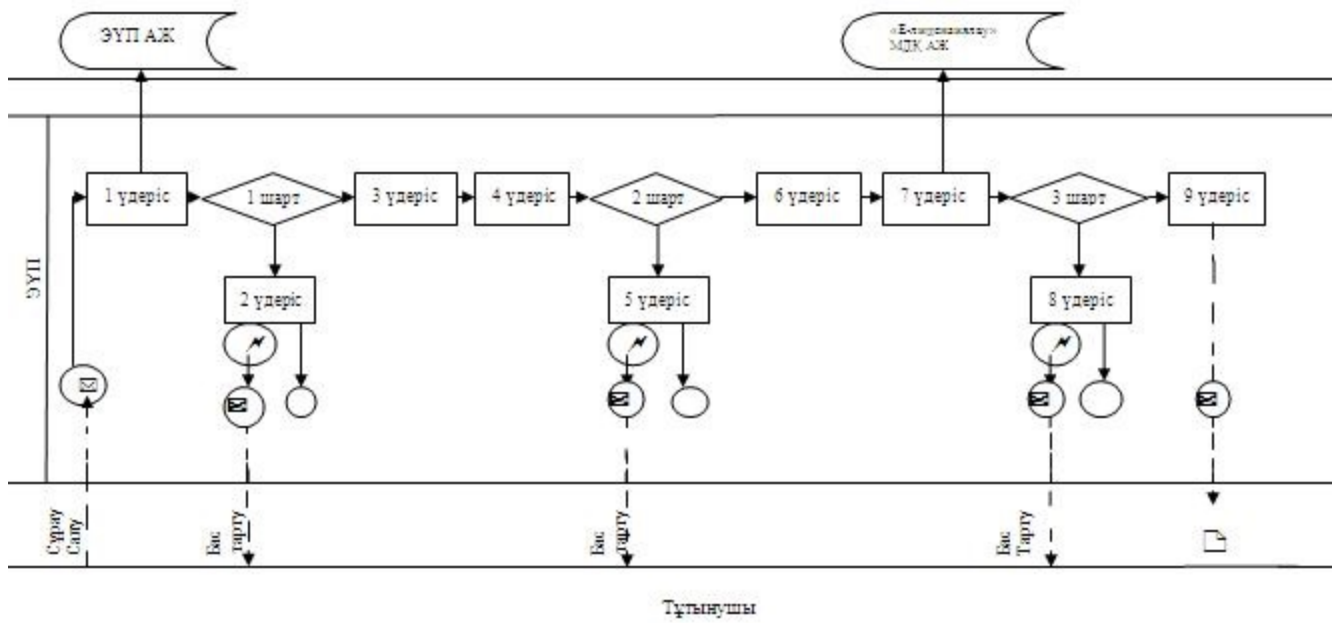 ЭҮП АЖ
«Е-лицензиялау»
МДҚ АЖ
1 үдеріс
1 шарт
3 үдеріс
4 үдеріс
2 шарт
6 үдеріс
7 үдеріс
3 шарт
9 үдеріс
ЭҮП
2 үдеріс
5 үдеріс
8 үдеріс
Сұрау
Салу
Бас
тарту
Бас
тарту
Бас
Тарту
Тұтынушы